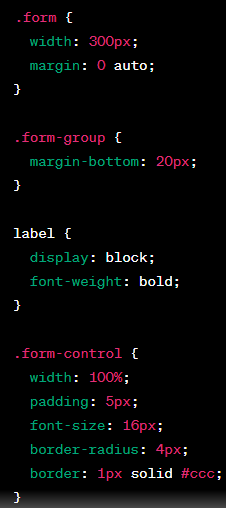 .form {
  width: 300px;
  margin: 0 auto;
}

.form-group {
  margin-bottom: 20px;
}

label {
  display: block;
  font-weight: bold;
}

.form-control {
  width: 100%;
  padding: 5px;
  font-size: 16px;
  border-radius: 4px;
  border: 1px solid #ccc;
}